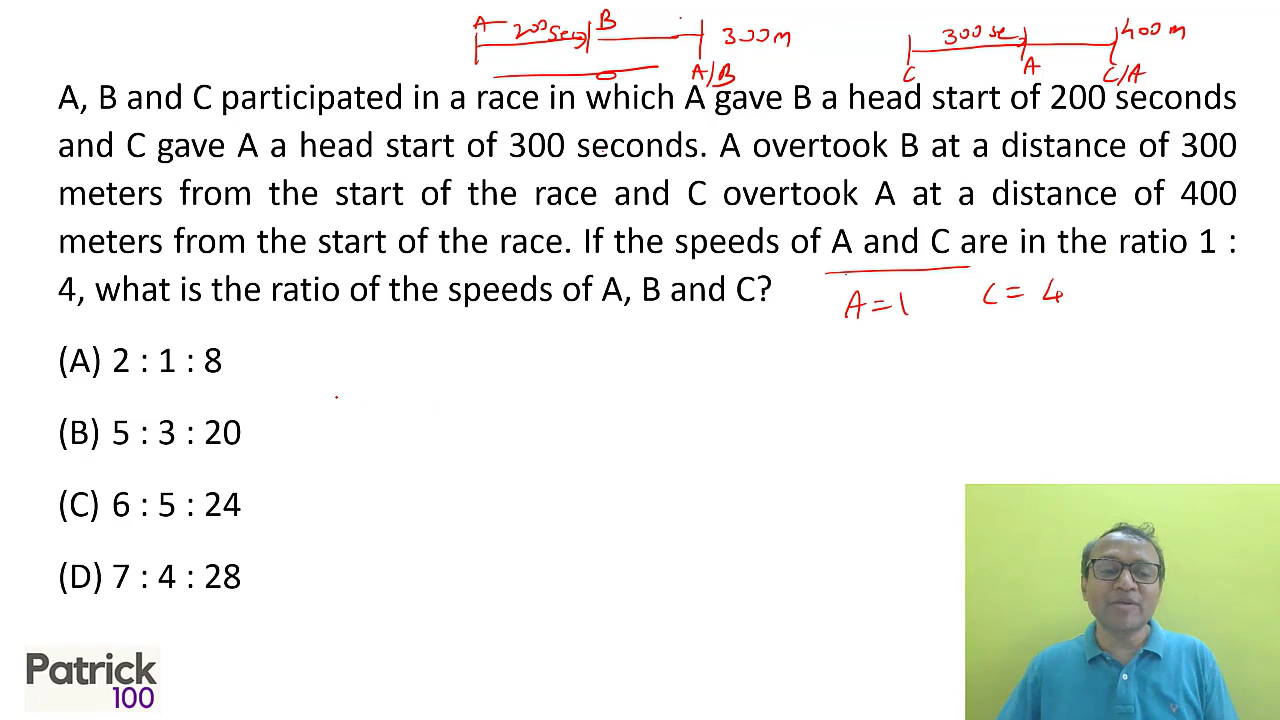 A 200 Sec B 300m 300 se 400m
A/B C A C/A
A, B and C participated in a race in which A gave B a head start of 200 seconds
and C gave A a head start of 300 seconds. A overtook B at a distance of 300
meters from the start of the race and C overtook A at a distance of 400
meters from the start of the race. If the speeds of A and C are in the ratio 1 :
4, what is the ratio of the speeds of A, B and C?
A=1 C= 4
(A) 2 : 1 : 8
(B) 5 : 3 : 20
(C) 6 : 5 : 24
(D) 7 : 4 : 28
Patrick
100